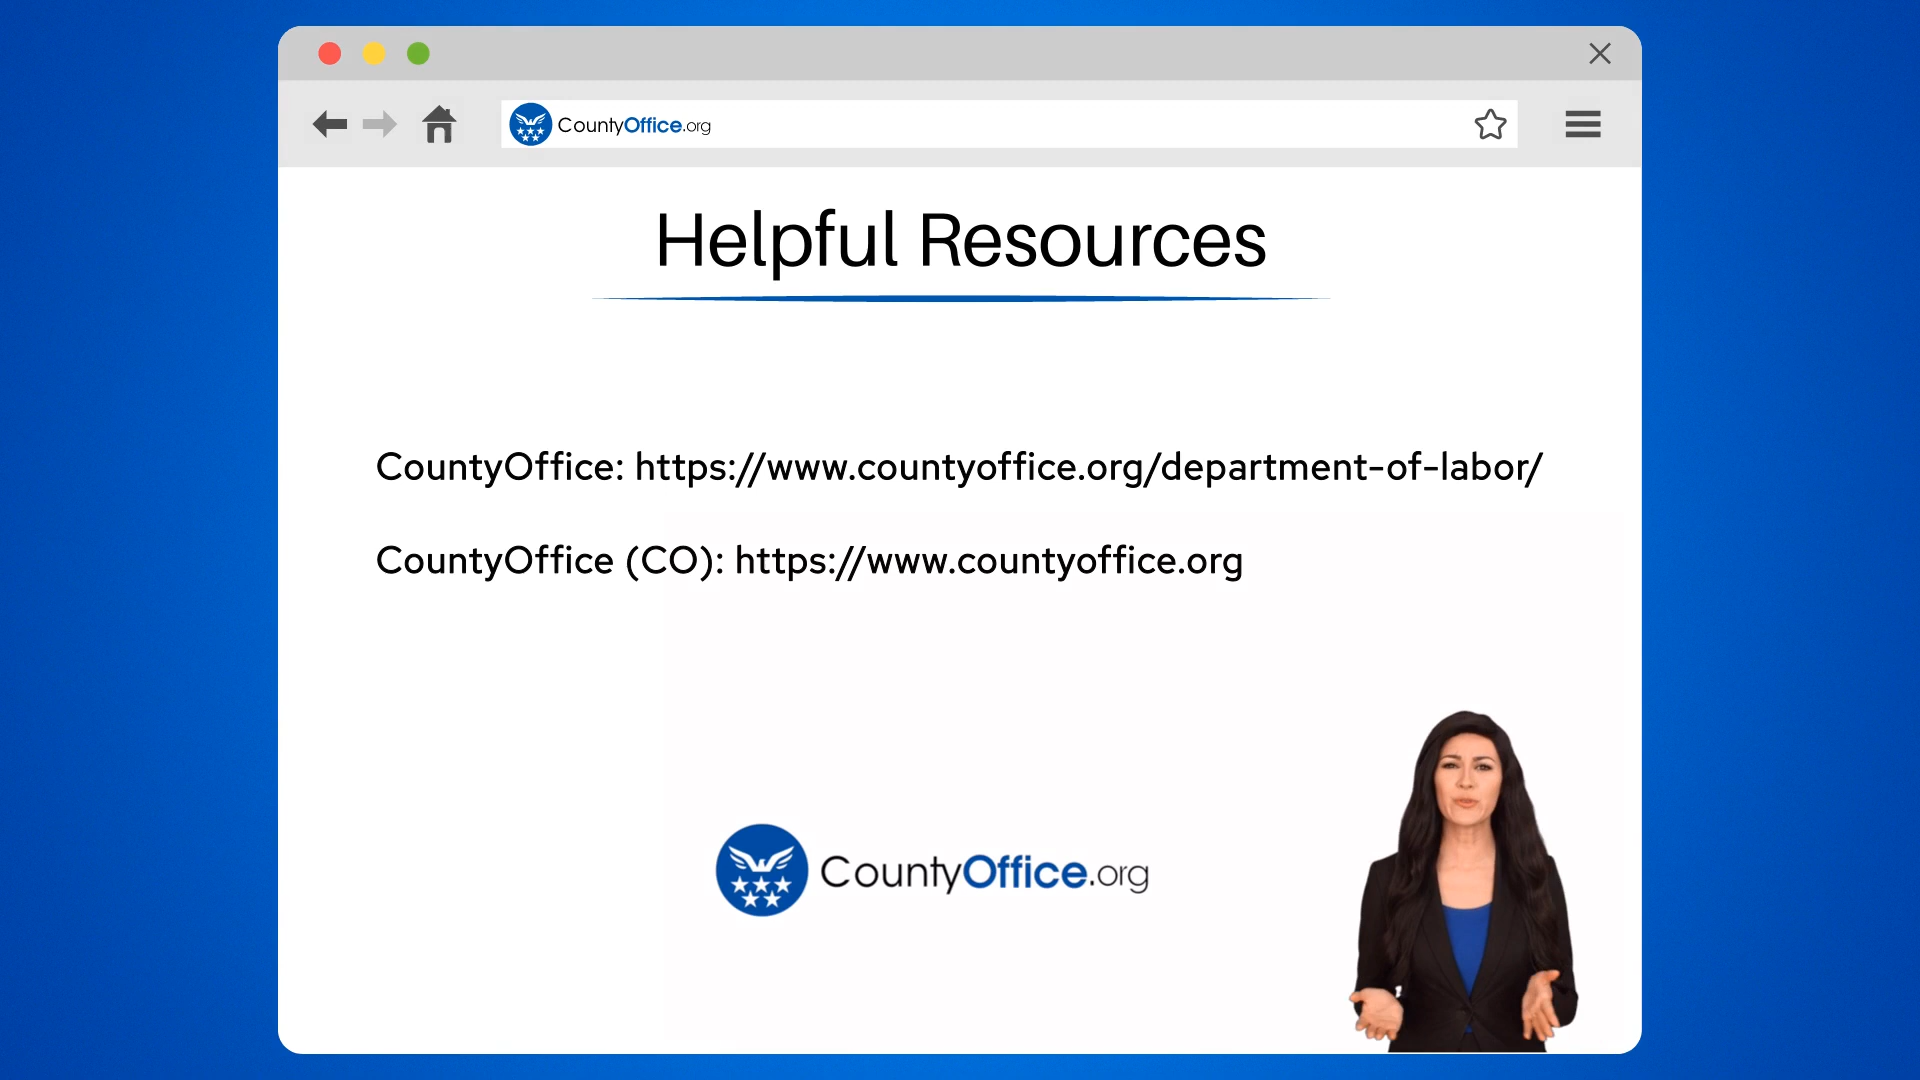 CountyOffice.org
Helpful Resources
CountyOffice: https://www.countyoffice.org/department-of-labor/
CountyOffice (CO): https://www.countyoffice.org
CountyOffice.org